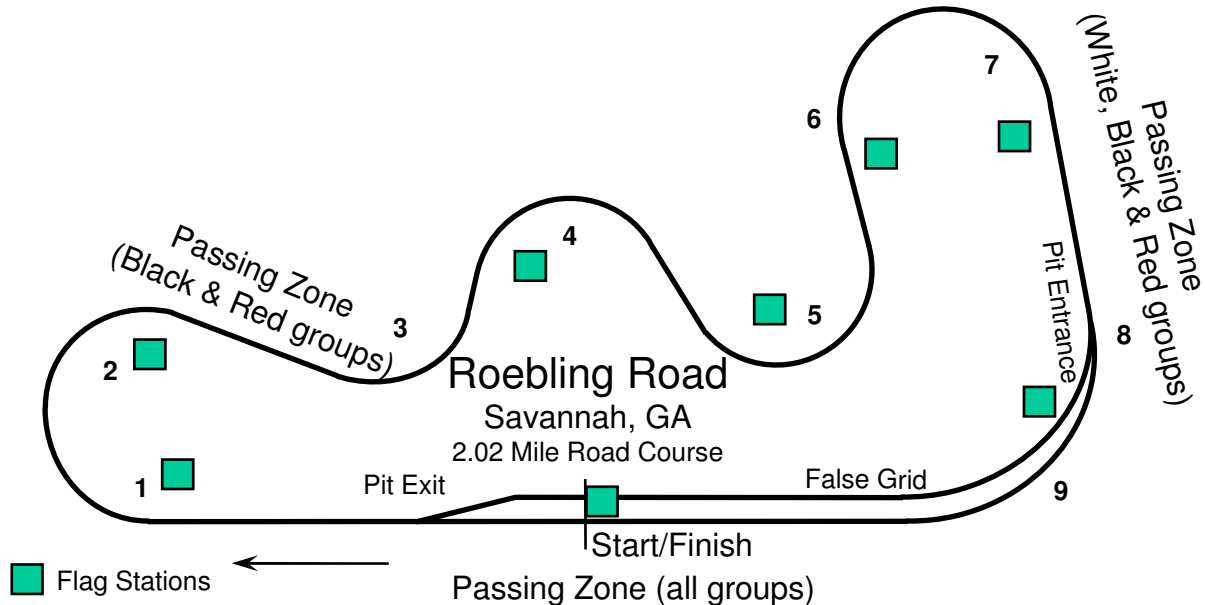 7
6
Passing Zone
(White, Black & Red groups)
4
Passing Zone
(Black & Red groups)
3
5
Pit Entrance
8
2
Roebling Road
Savannah, GA
2.02 Mile Road Course
1
Pit Exit
False Grid
9
Start/Finish
Flag Stations
Passing Zone (all groups)